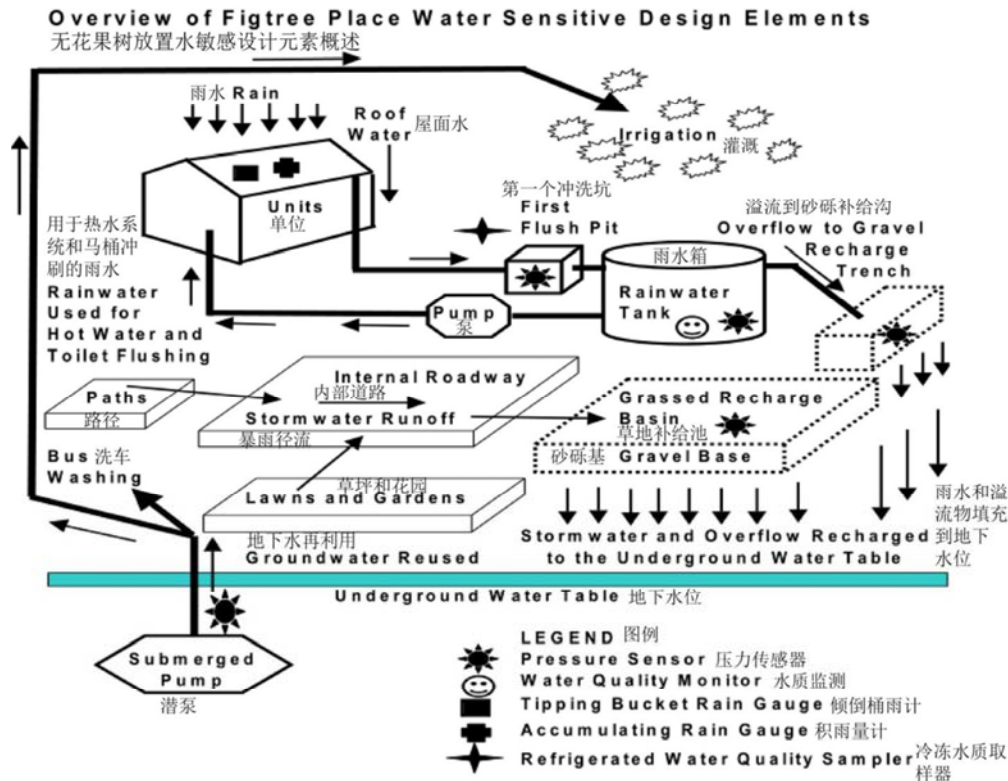 Overview of Figtree Place Water Sensitive Design Elements
无花果树放置水敏感设计元素概述
雨水 Rain
Roof
Water 屋面水
Irrigation 灌溉
Units
单位
第一个冲洗坑
First
Flush Pit
溢流到砂砾补给沟
Overflow to Gravel
Recharge
Trench
用于热水系
统和马桶冲
刷的雨水
Rainwater
Used for
Hot Water and
Toilet Flushing
雨水箱
Rainwater
Tank
Pump
泵
Paths
路径
Internal Roadway
内部道路
Stormwater Runoff
暴雨径流
Grassed Recharge
Basin
草地补给池
砂砾基 Gravel Base
Bus 洗车
Washing
草坪和花园
Lawns and Gardens
地下水再利用
Groundwater Reused
Stormwater and Overflow Recharged
to the Underground Water Table
雨水和溢
流物填充
到地下
水位
Underground Water Table 地下水位
Submerged
Pump
潜泵
LEGEND 图例
Pressure Sensor 压力传感器
Water Quality Monitor 水质监测
Tipping Bucket Rain Gauge 倾倒桶雨计
Accumulating Rain Gauge 积雨量计
Refrigerated Water Quality Sampler 冷冻水质取
样器